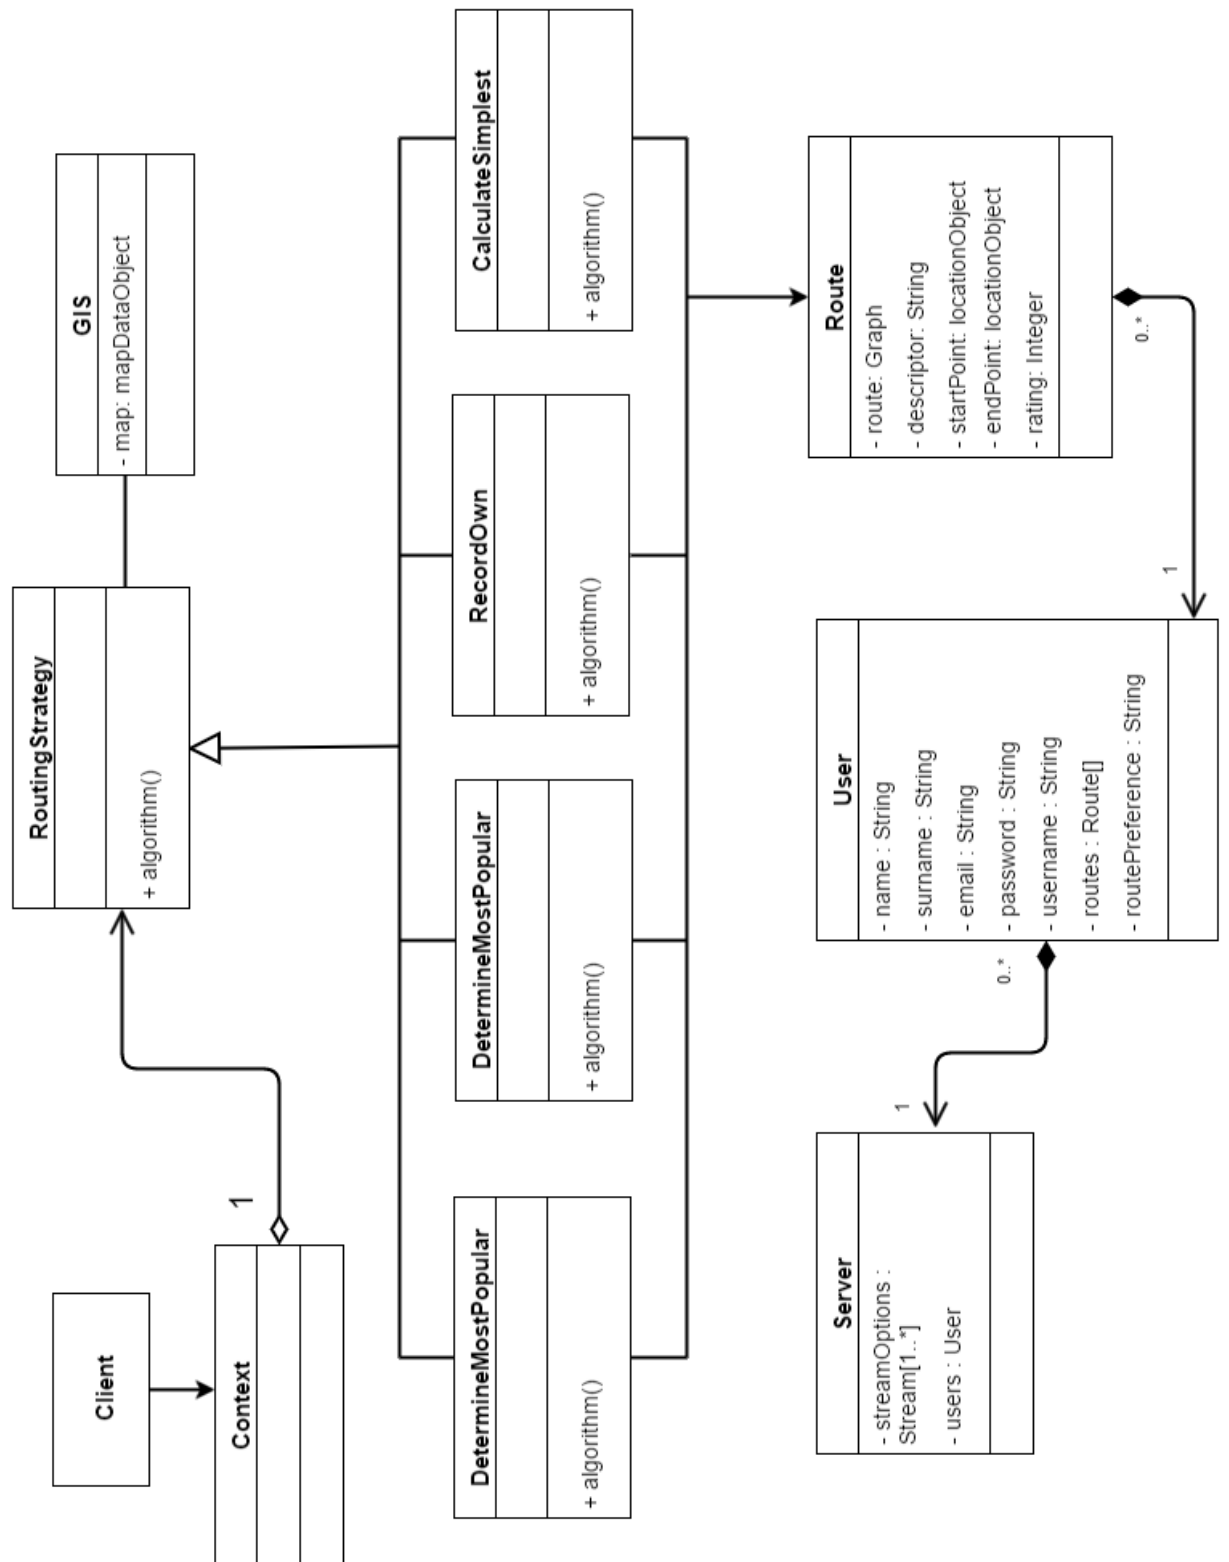 Client
Context
1
RoutingStrategy
+ algorithm()
GIS
- map: mapDataObject
DetermineMostPopular
+ algorithm()
DetermineMostPopular
+ algorithm()
RecordOwn
+ algorithm()
CalculateSimplest
+ algorithm()
Server
- streamOptions :
Stream[1..*]
- users : User
1
0..*
User
- name : String
- surname : String
- email : String
- password : String
- username : String
- routes : Route[]
- routePreference : String
1
0..*
Route
- route: Graph
- descriptor: String
- startPoint: locationObject
- endPoint: locationObject
- rating: Integer